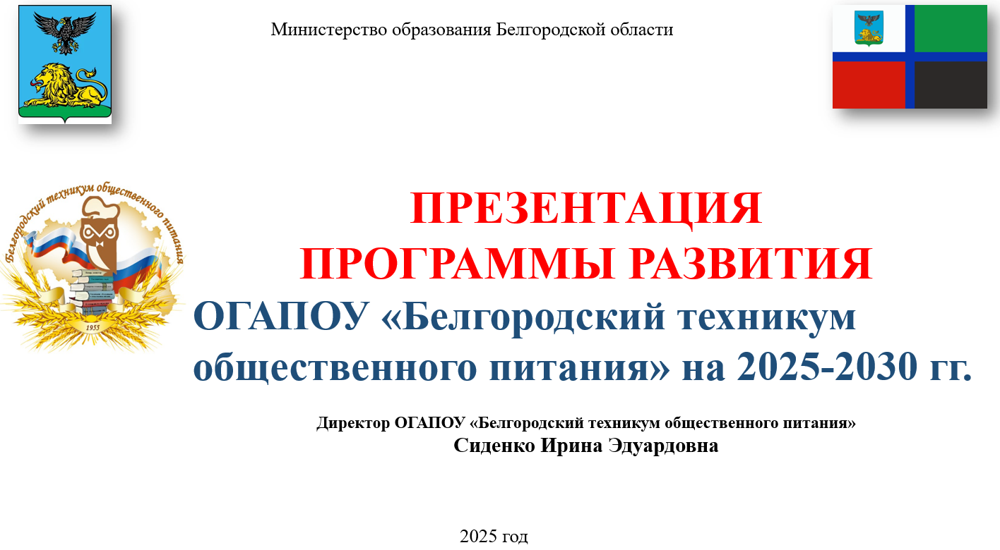 Министерство образования Белгородской области
Белгородский техникум общественного питания
1955
ПРЕЗЕНТАЦИЯ
ПРОГРАММЫ РАЗВИТИЯ
ОГАПОУ «Белгородский техникум
общественного питания» на 2025-2030 гг.
Директор ОГАПОУ «Белгородский техникум общественного питания»
Сиденко Ирина Эдуардовна
2025 год